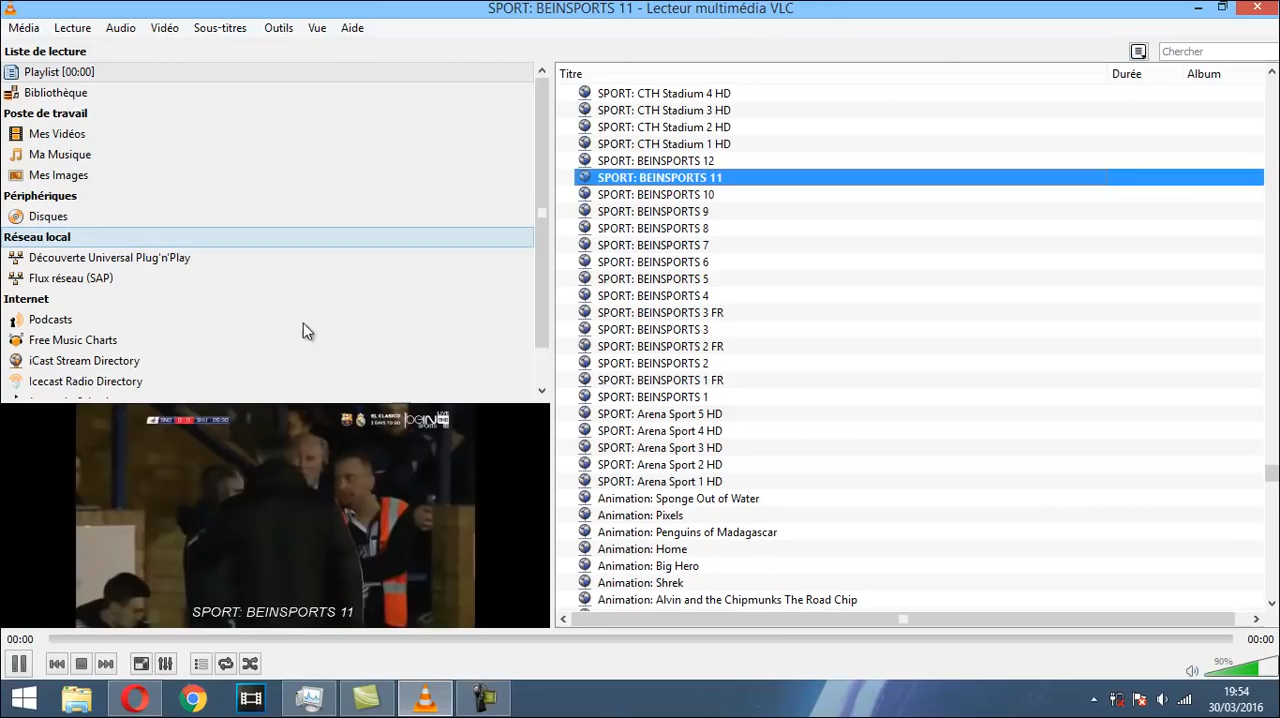 SPORT: BEINSPORTS 11 - Lecteur multimédia VLC
Média Lecture Audio Vidéo Sous-titres Outils Vue Aide
Liste de lecture
Playlist [00:00]
Bibliothèque
Poste de travail
Mes Vidéos
Ma Musique
Mes Images
Périphériques
Disques
Réseau local
Découverte Universal Plug'n'Play
Flux réseau (SAP)
Internet
Podcasts
Free Music Charts
iCast Stream Directory
Icecast Radio Directory
Chercher
Titre Durée Album
SPORT: CTH Stadium 4 HD
SPORT: CTH Stadium 3 HD
SPORT: CTH Stadium 2 HD
SPORT: CTH Stadium 1 HD
SPORT: BEINSPORTS 12
SPORT: BEINSPORTS 11
SPORT: BEINSPORTS 10
SPORT: BEINSPORTS 9
SPORT: BEINSPORTS 8
SPORT: BEINSPORTS 7
SPORT: BEINSPORTS 6
SPORT: BEINSPORTS 5
SPORT: BEINSPORTS 4
SPORT: BEINSPORTS 3 FR
SPORT: BEINSPORTS 3
SPORT: BEINSPORTS 2 FR
SPORT: BEINSPORTS 2
SPORT: BEINSPORTS 1 FR
SPORT: BEINSPORTS 1
SPORT: Arena Sport 5 HD
SPORT: Arena Sport 4 HD
SPORT: Arena Sport 3 HD
SPORT: Arena Sport 2 HD
SPORT: Arena Sport 1 HD
Animation: Sponge Out of Water
Animation: Pixels
Animation: Penguins of Madagascar
Animation: Home
Animation: Big Hero
Animation: Shrek
Animation: Alvin and the Chipmunks The Road Chip
EL CLASICO
2 DAYS TO GO
beIN
SPORTS
SPORT: BEINSPORTS 11
00:00 00:00
90%
19:54
30/03/2016